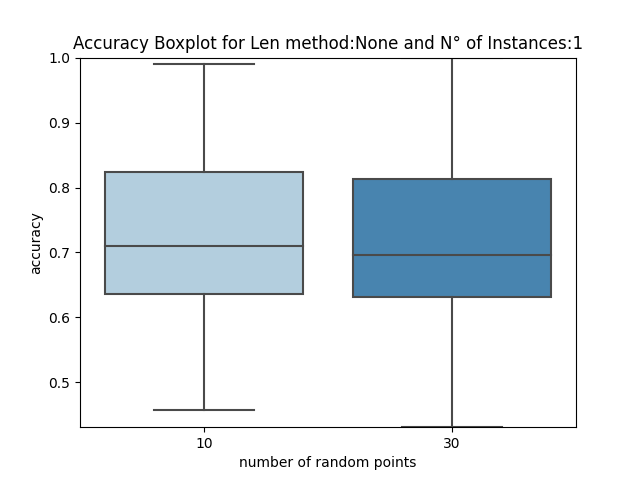 Accuracy Boxplot for Len method:None and N° of Instances:1
1.0
0.9
0.8
0.7
0.6
0.5
accuracy
10
30
number of random points